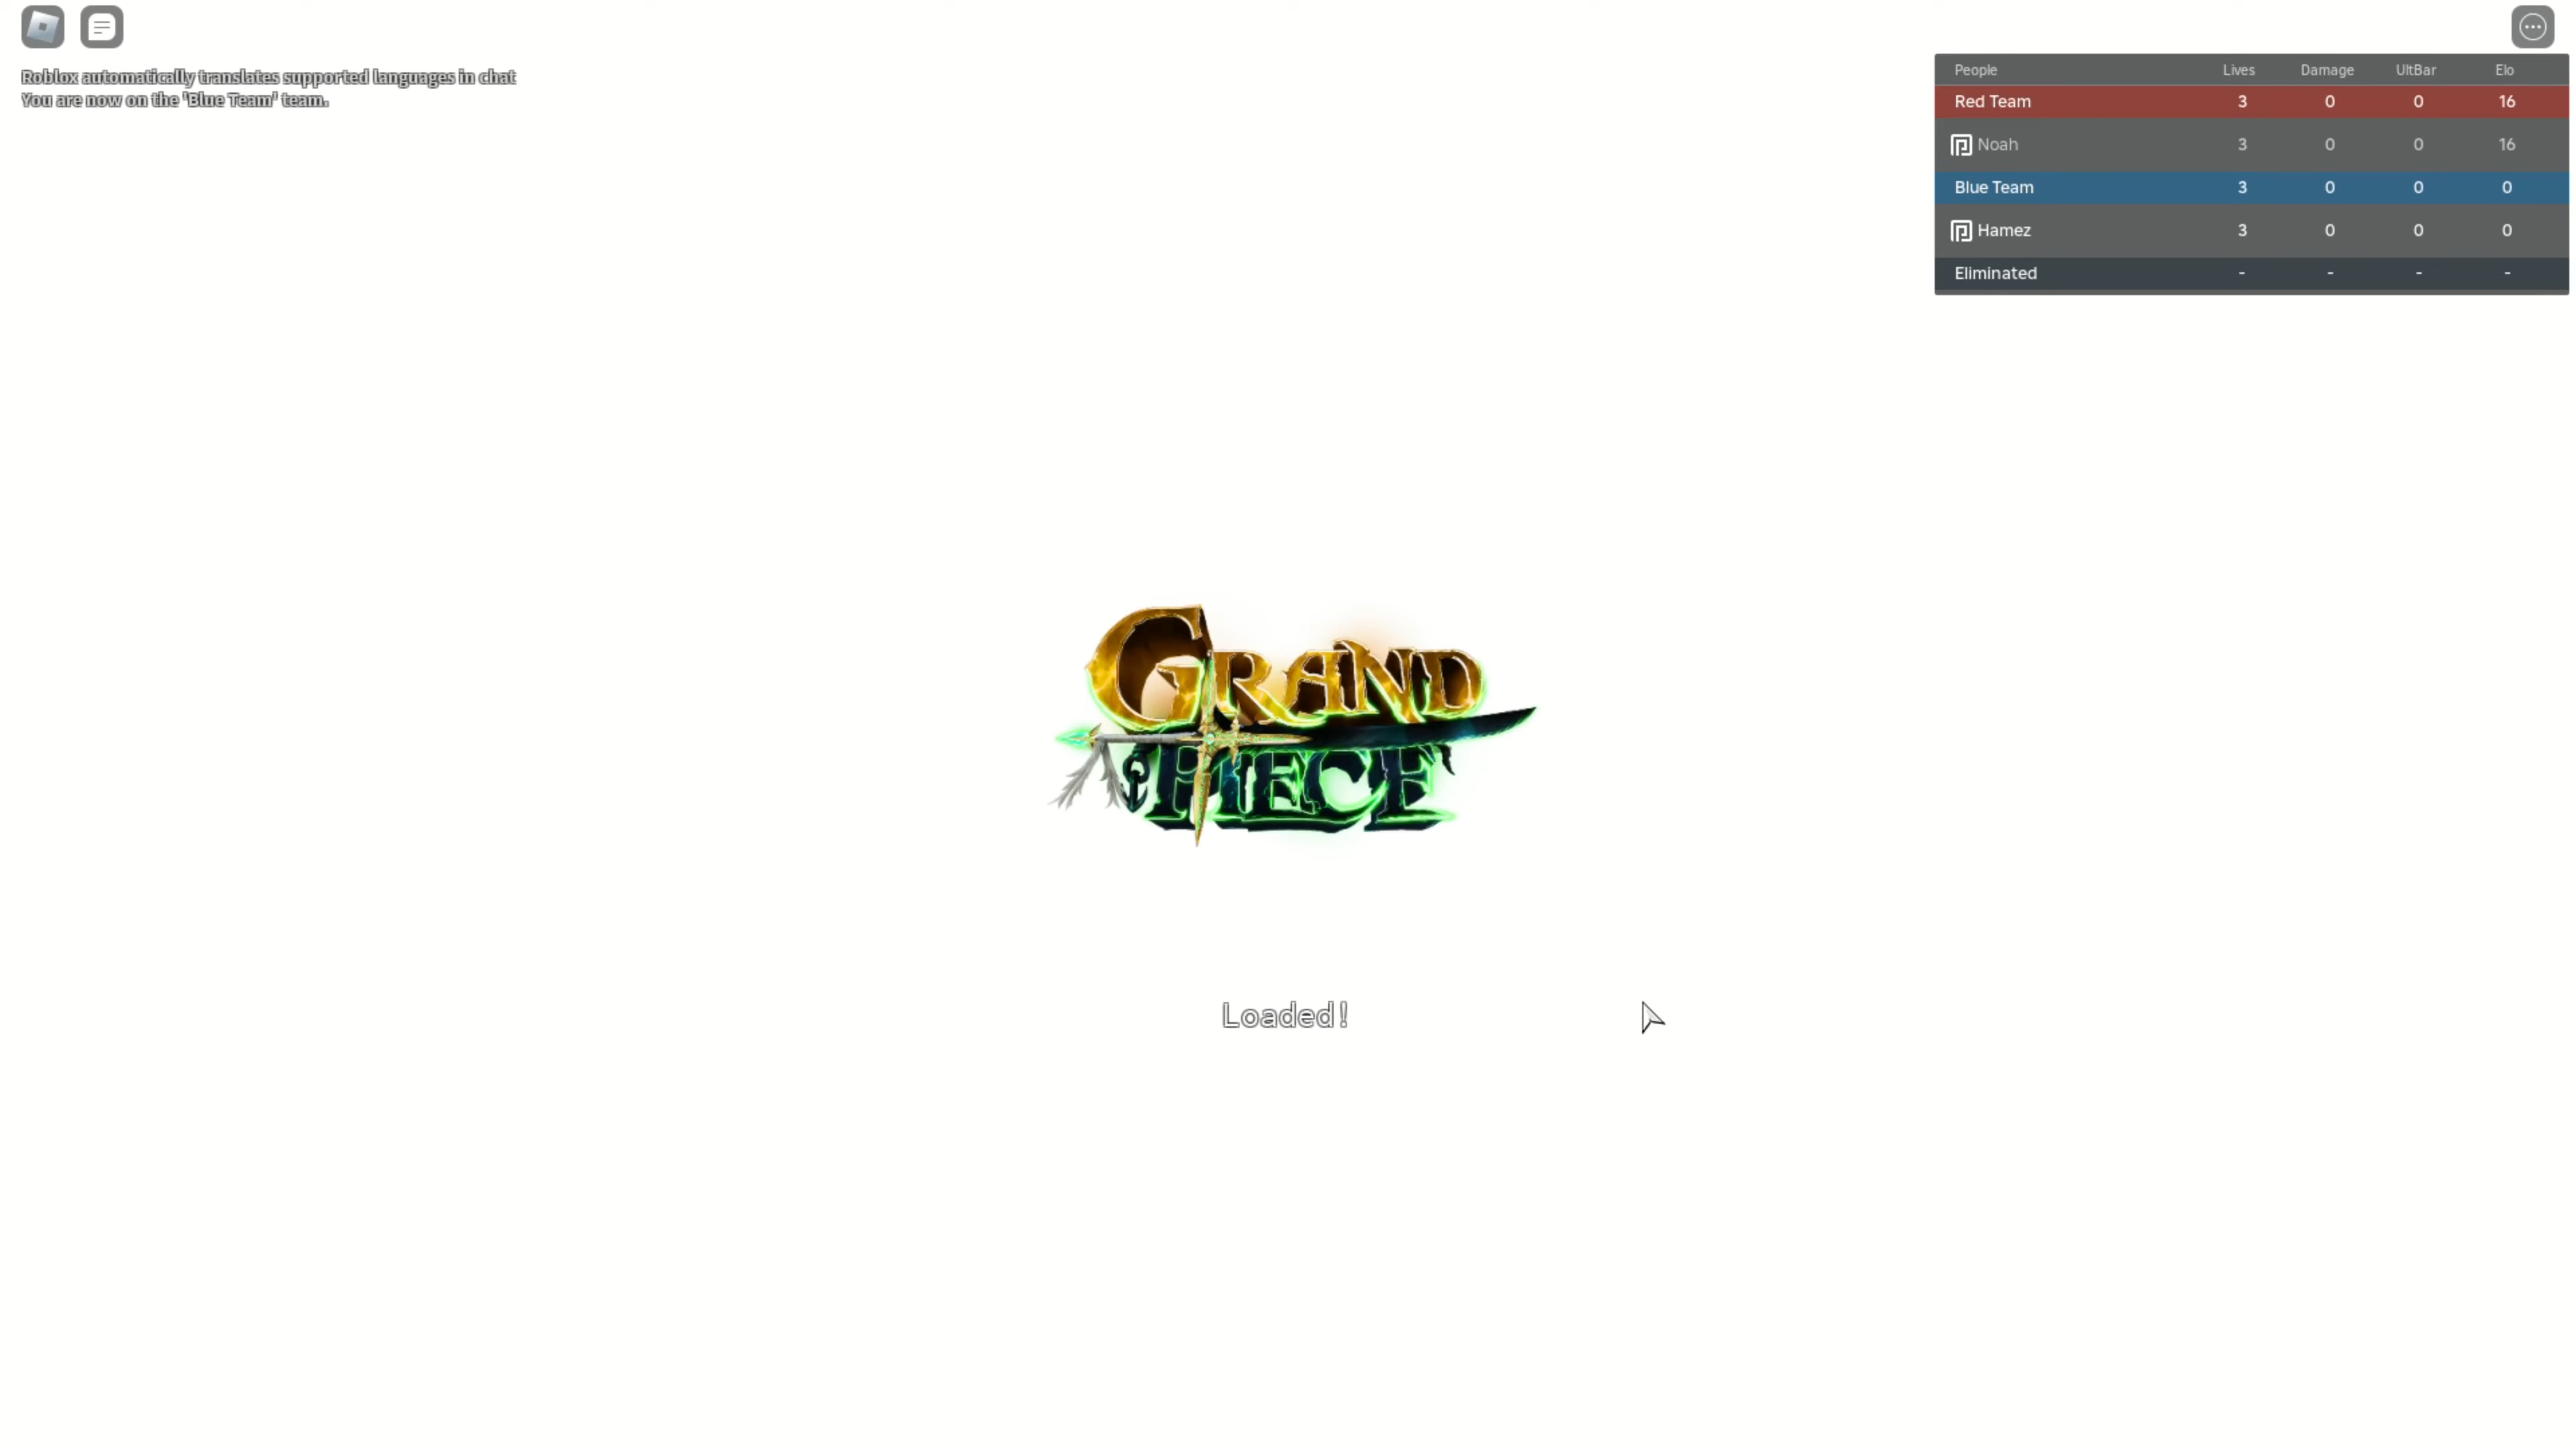 Roblox automatically translates supported languages in chat
You are now on the 'Blue Team' team.
People Lives Damage UltBar Elo
Red Team 3 0 0 16
Noah 3 0 0 16
Blue Team 3 0 0 0
Hamez 3 0 0 0
Eliminated - - - -
GRAND
PIECE
Loaded!